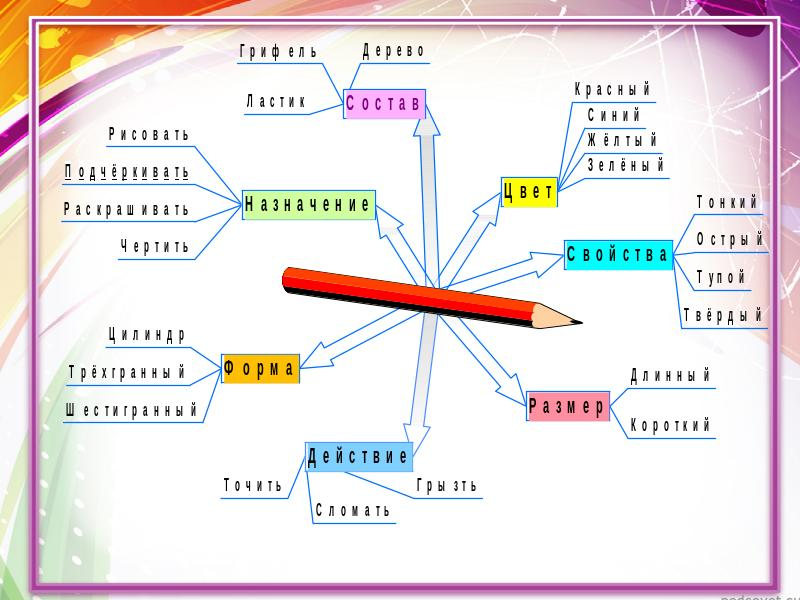 Грифель
Дерево
Ластик
Состав
Рисовать
Подчёркивать
Раскрашивать
Чертить
Назначение
Красный
Синий
Жёлтый
Зелёный
Цвет
Тонкий
Острый
Тупой
Твёрдый
Свойства
Цилиндр
Трёхгранный
Шестигранный
Форма
Длинный
Короткий
Размер
Действие
Точить
Сломать
Грызть